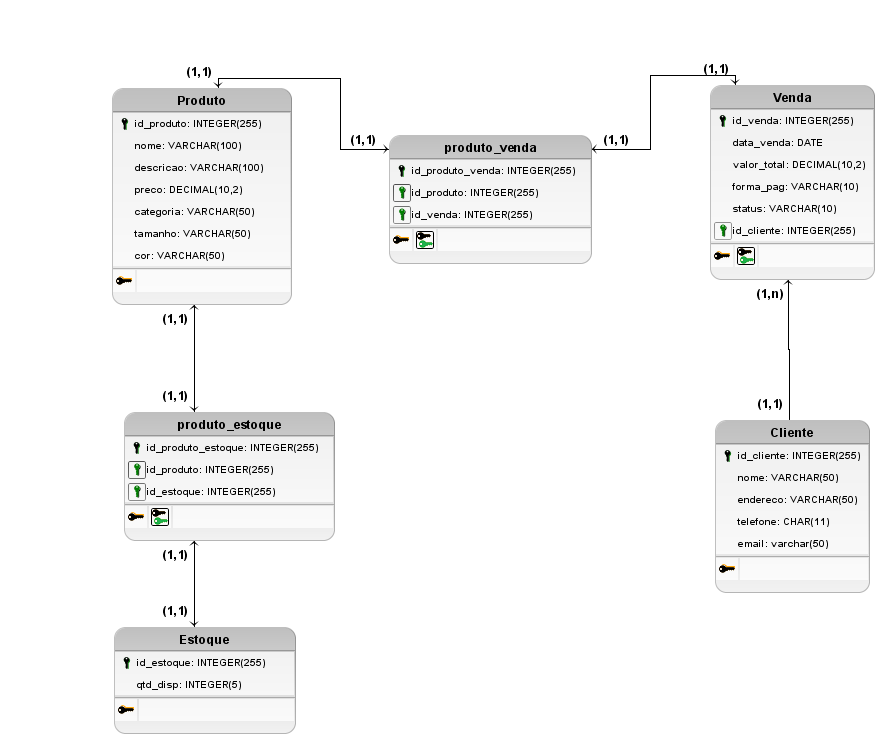 (1,1)
Produto
id_produto: INTEGER(255)
nome: VARCHAR(100)
descricao: VARCHAR(100)
preco: DECIMAL(10,2)
categoria: VARCHAR(50)
tamanho: VARCHAR(50)
cor: VARCHAR(50)
(1,1)
(1,1)
produto_venda
id_produto_venda: INTEGER(255)
id_produto: INTEGER(255)
id_venda: INTEGER(255)
(1,1)
Venda
id_venda: INTEGER(255)
data_venda: DATE
valor_total: DECIMAL(10,2)
forma_pag: VARCHAR(10)
status: VARCHAR(10)
id_cliente: INTEGER(255)
(1,n)
(1,1)
(1,1)
produto_estoque
id_produto_estoque: INTEGER(255)
id_produto: INTEGER(255)
id_estoque: INTEGER(255)
(1,1)
Cliente
id_cliente: INTEGER(255)
nome: VARCHAR(50)
endereco: VARCHAR(50)
telefone: CHAR(11)
email: varchar(50)
(1,1)
(1,1)
Estoque
id_estoque: INTEGER(255)
qtd_disp: INTEGER(5)